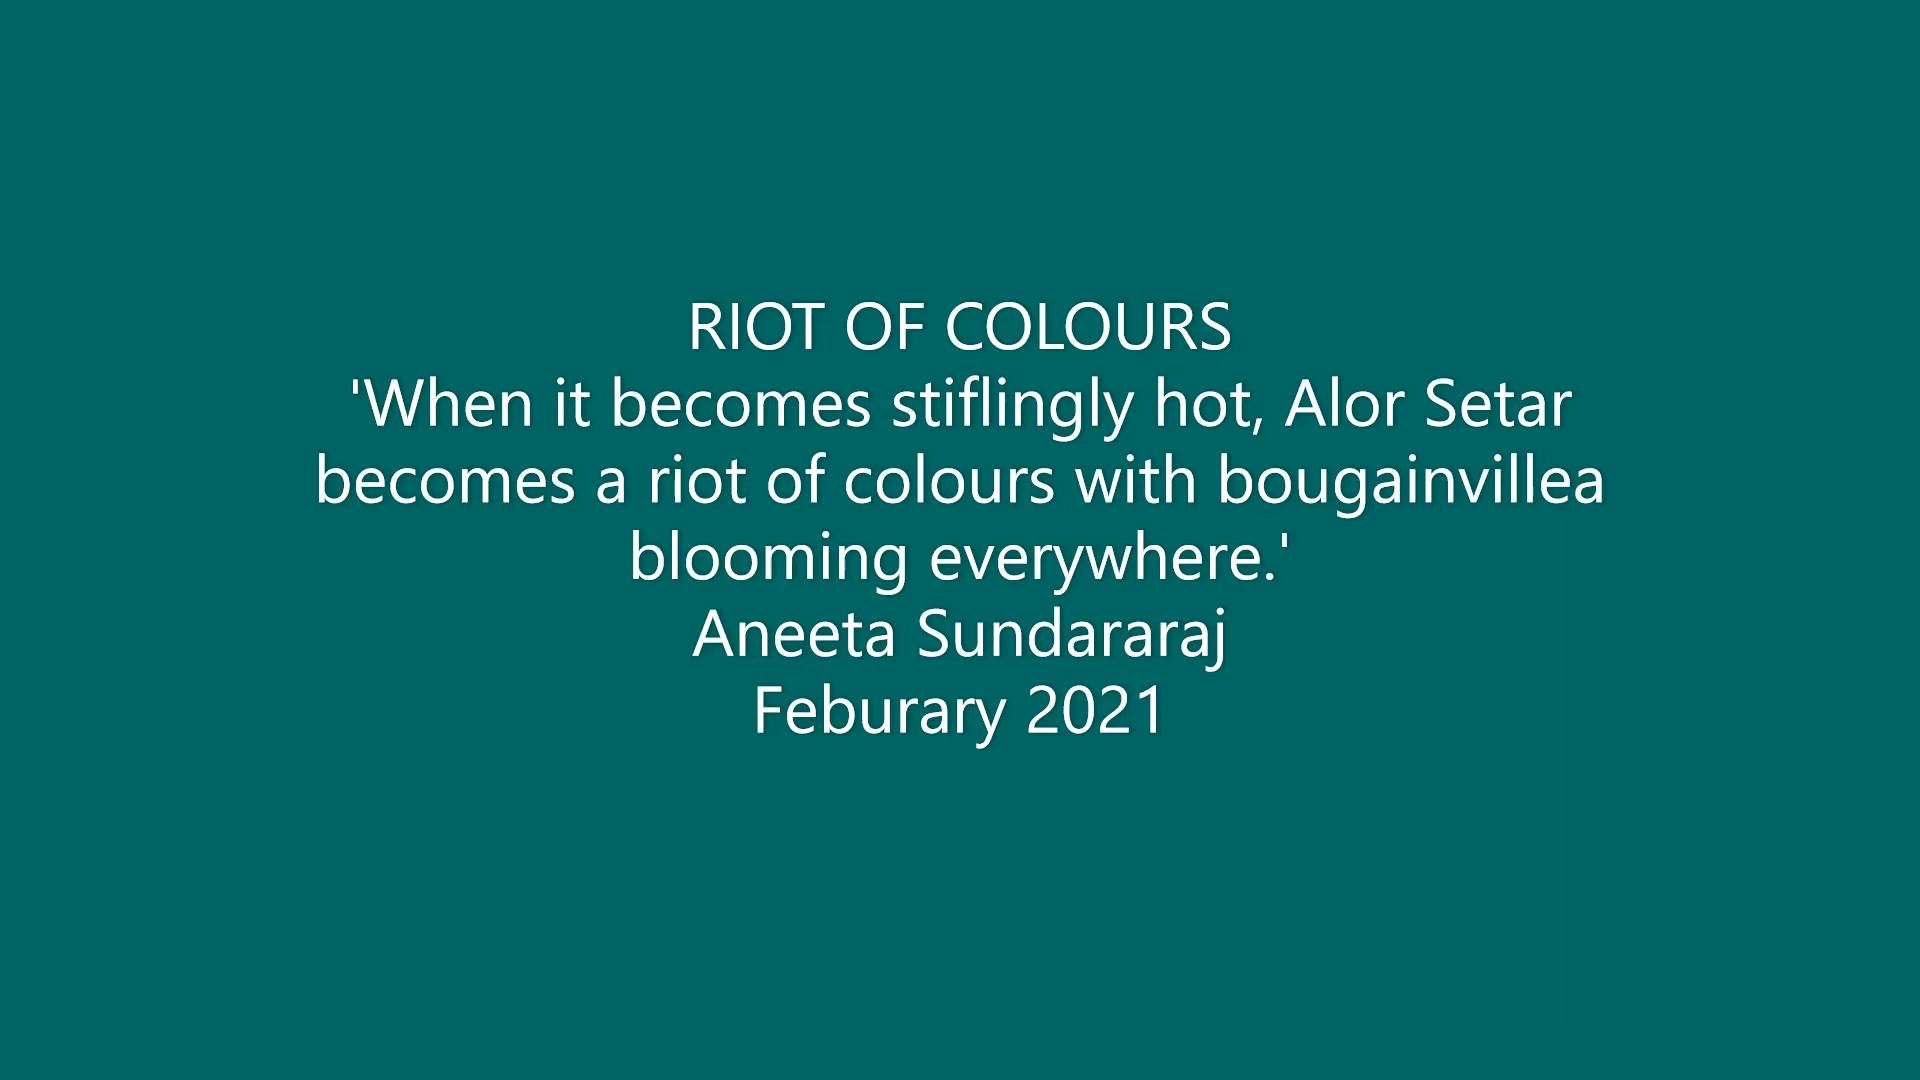 RIOT OF COLOURS
'When it becomes stiflingly hot, Alor Setar
becomes a riot of colours with bougainvillea
blooming everywhere.'
Aneeta Sundararaj
Feburary 2021